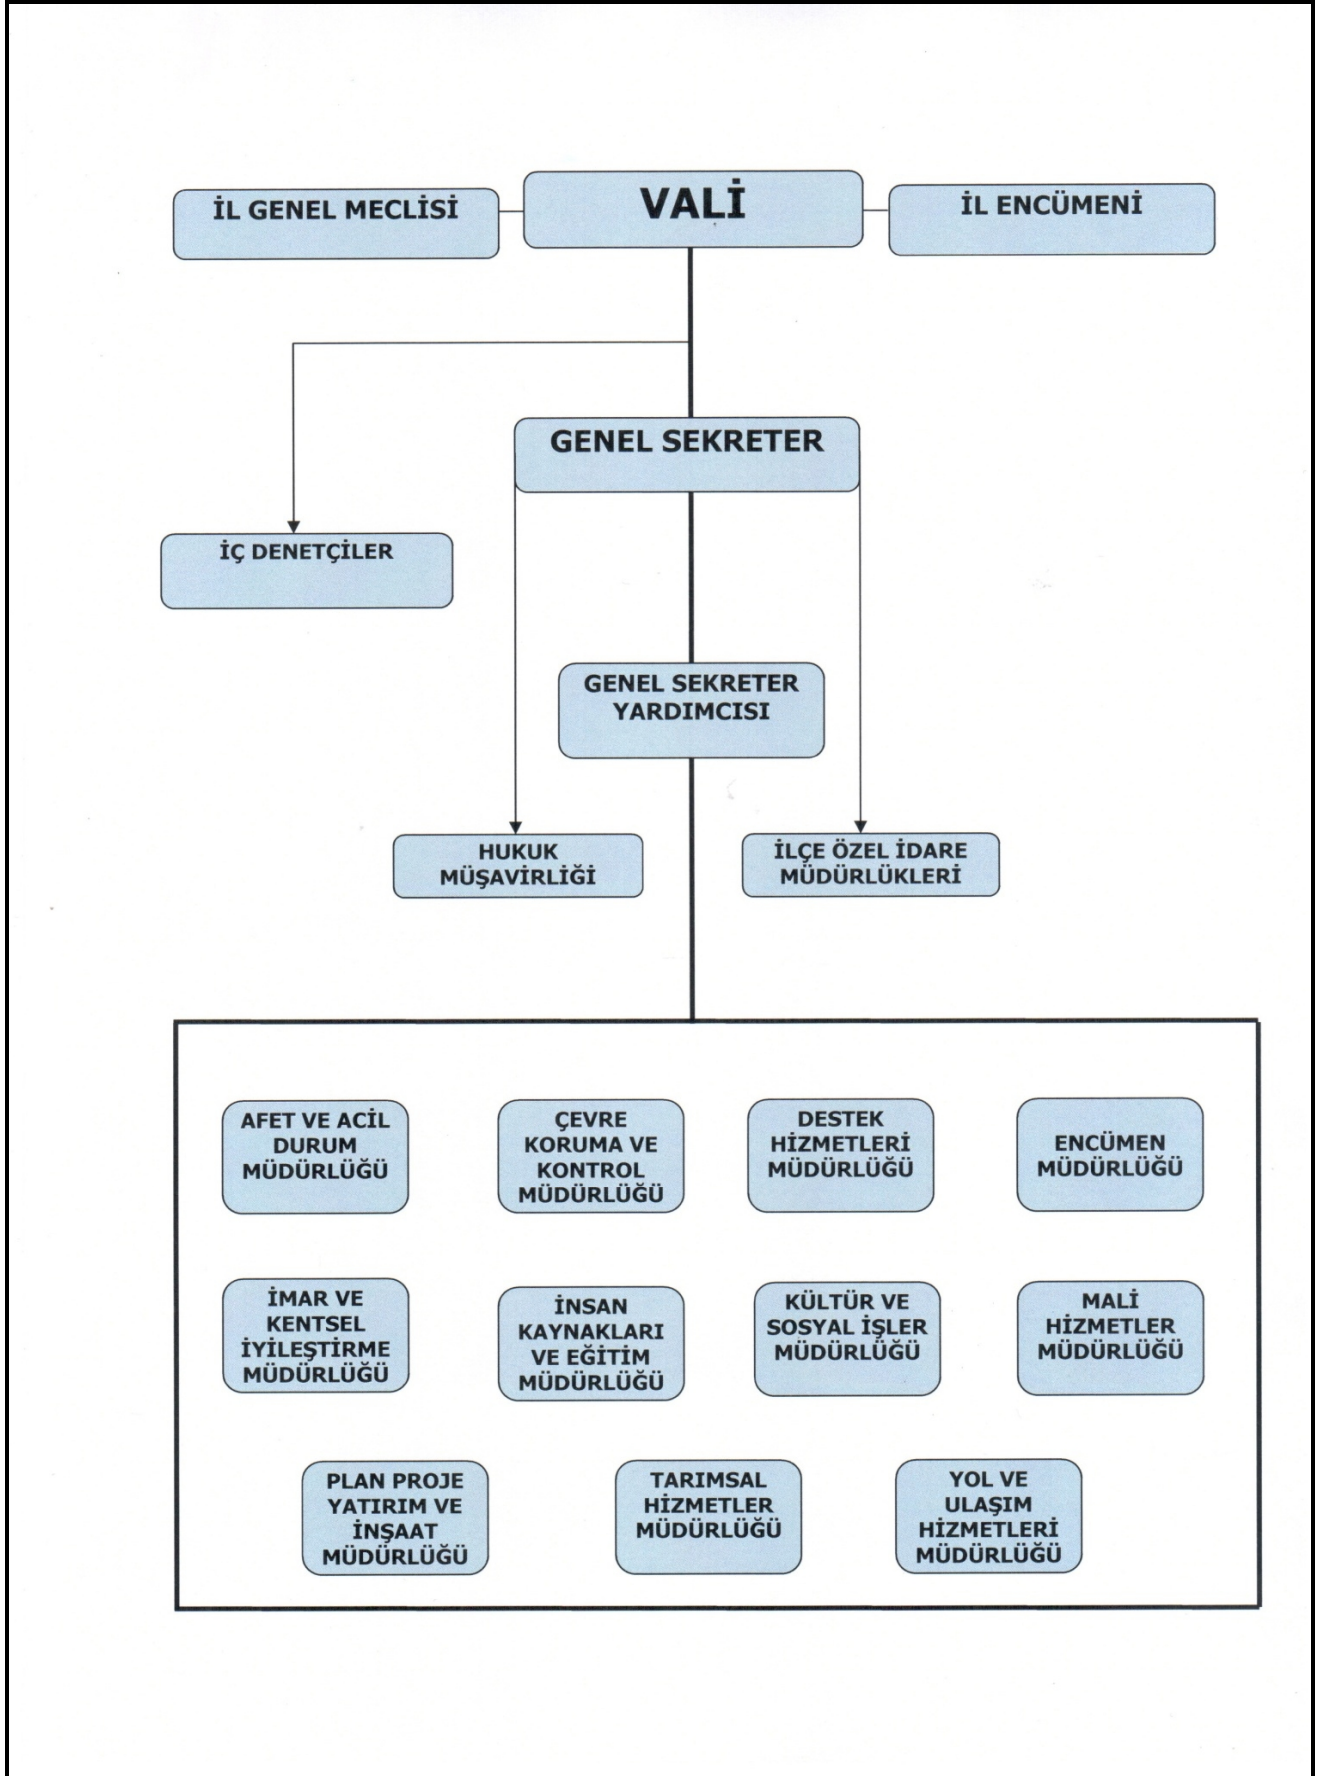 İL GENEL MECLİSİ
VALİ
İL ENCÜMENİ
GENEL SEKRETER
İÇ DENETÇİLER
GENEL SEKRETER
YARDIMCISI
HUKUK
MÜŞAVİRLİĞİ
İLÇE ÖZEL İDARE
MÜDÜRLÜKLERİ
AFET VE ACİL
DURUM
MÜDÜRLÜĞÜ
ÇEVRE
KORUMA VE
KONTROL
MÜDÜRLÜĞÜ
DESTEK
HİZMETLERİ
MÜDÜRLÜĞÜ
ENCÜMEN
MÜDÜRLÜĞÜ
İMAR VE
KENTSEL
İYİLEŞTİRME
MÜDÜRLÜĞÜ
İNSAN
KAYNAKLARI
VE EĞİTİM
MÜDÜRLÜĞÜ
KÜLTÜR VE
SOSYAL İŞLER
MÜDÜRLÜĞÜ
MALİ
HİZMETLER
MÜDÜRLÜĞÜ
PLAN PROJE
YATIRIM VE
İNŞAAT
MÜDÜRLÜĞÜ
TARIMSAL
HİZMETLER
MÜDÜRLÜĞÜ
YOL VE
ULAŞIM
HİZMETLERİ
MÜDÜRLÜĞÜ